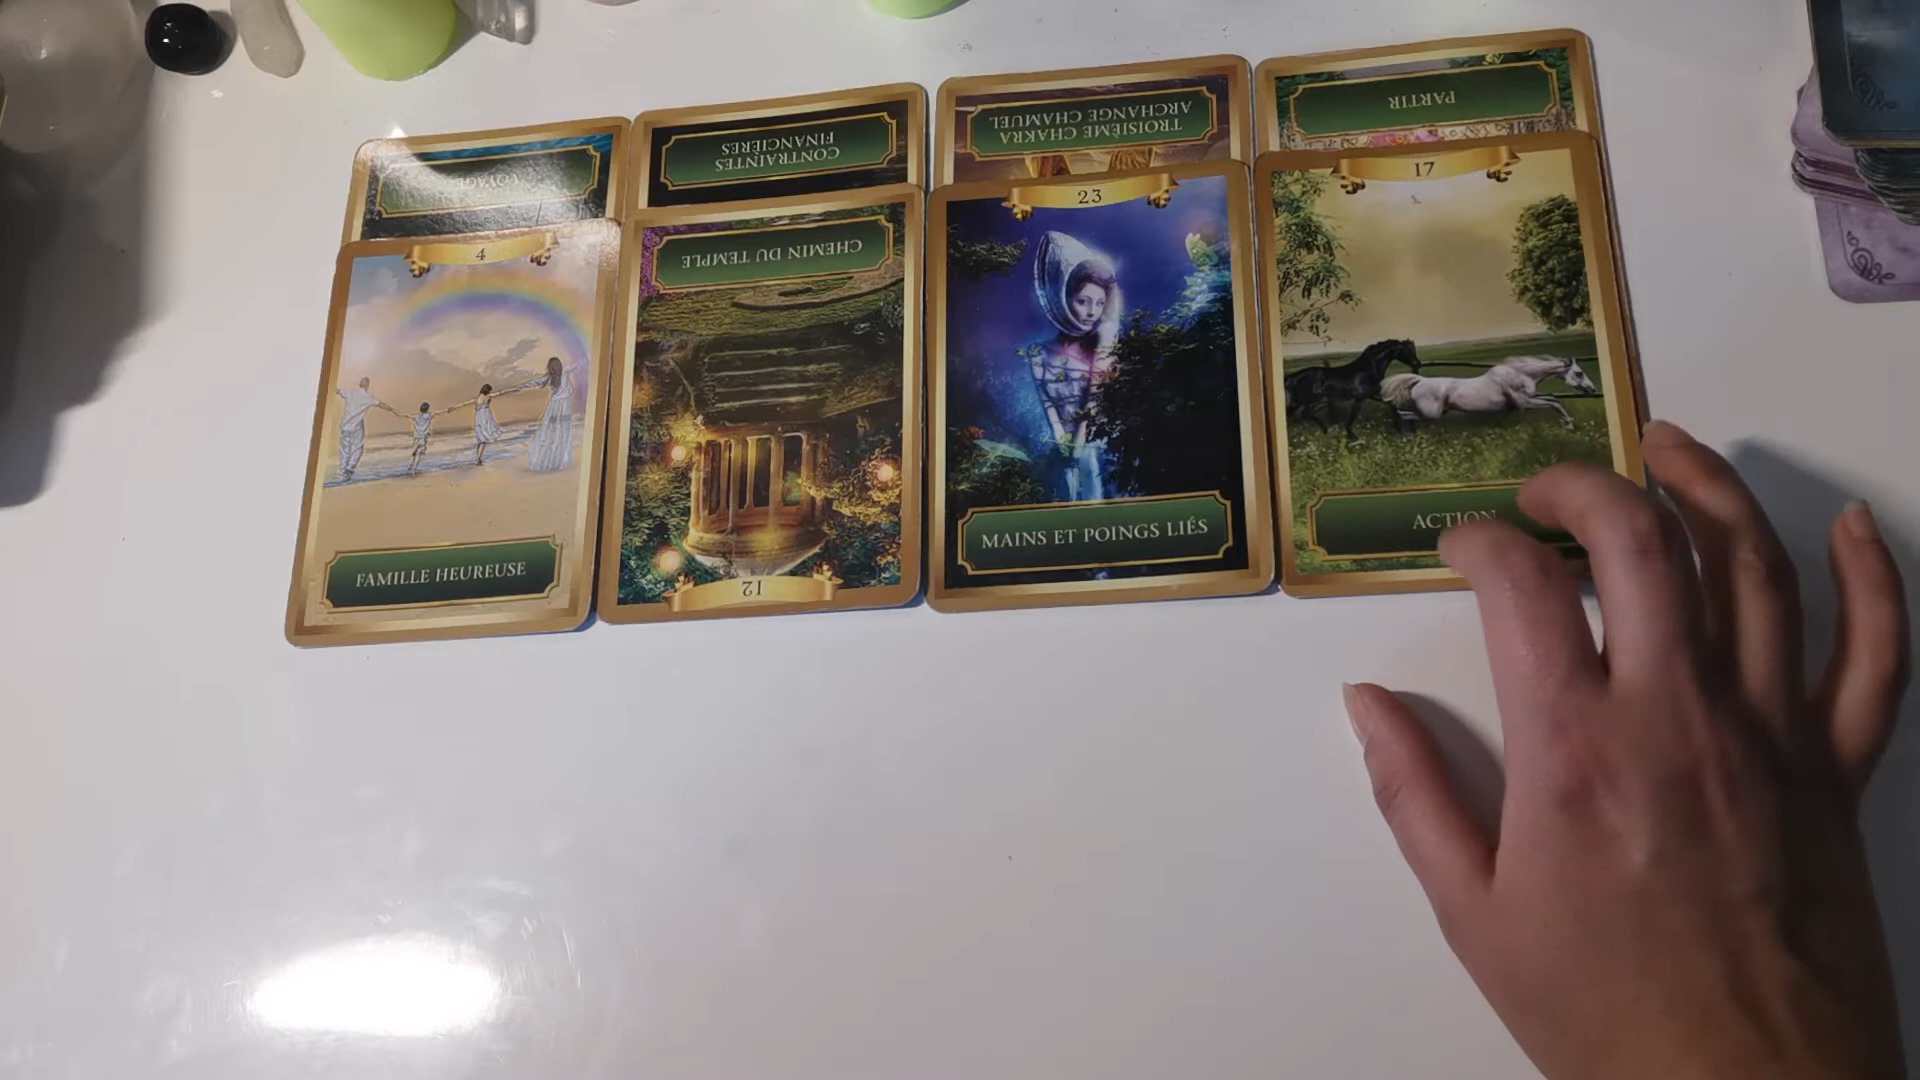 VOYAGE
CONTRAINTES
FINANCIÈRES
TROISIÈME CHAKRA
ARCHANGE CHAMUEL
PARTIR
4
FAMILLE HEUREUSE
CHEMIN DU TEMPLE
12
23
MAINS ET POINGS LIÉS
17
ACTION